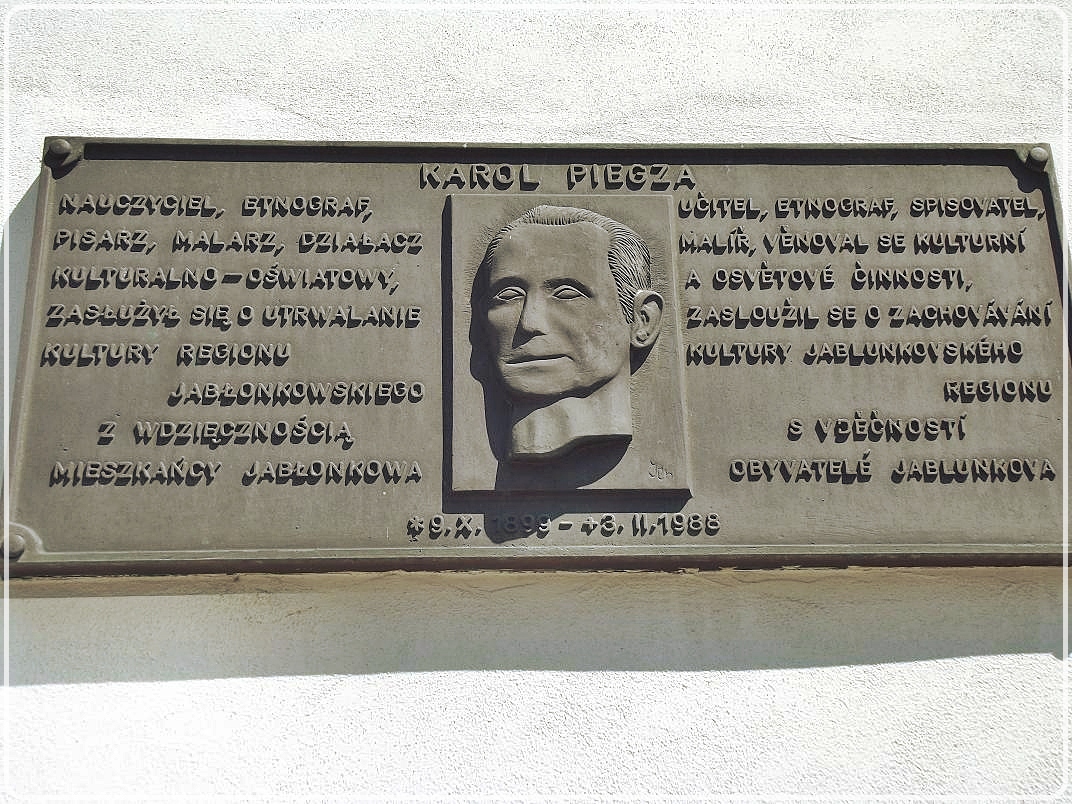 KAROL PIEGZA
NAUCZYCIEL, ETNOGRAF,
PISARZ, MALARZ, DZIAŁACZ
KULTURALNO-OŚWIATOWY,
ZASŁUŻYŁ SIĘ O UTRWALANIE
KULTURY REGIONU
JABŁONKOWSKIEGO
Z WDZIĘCZNOŚCIĄ
MIESZKAŃCY JABŁONKOWA
UČITEL, ETNOGRAF, SPISOVATEL,
MALÍŘ, VĚNOVAL SE KULTURNÍ
A OSVĚTOVÉ ČINNOSTI,
ZASLOUŽIL SE O ZACHOVÁVÁNÍ
KULTURY JABLUNKOVSKÉHO
REGIONU
S VDĚČNOSTÍ
OBYVATELÉ JABLUNKOVA
*9.X.1899-+3.II.1988